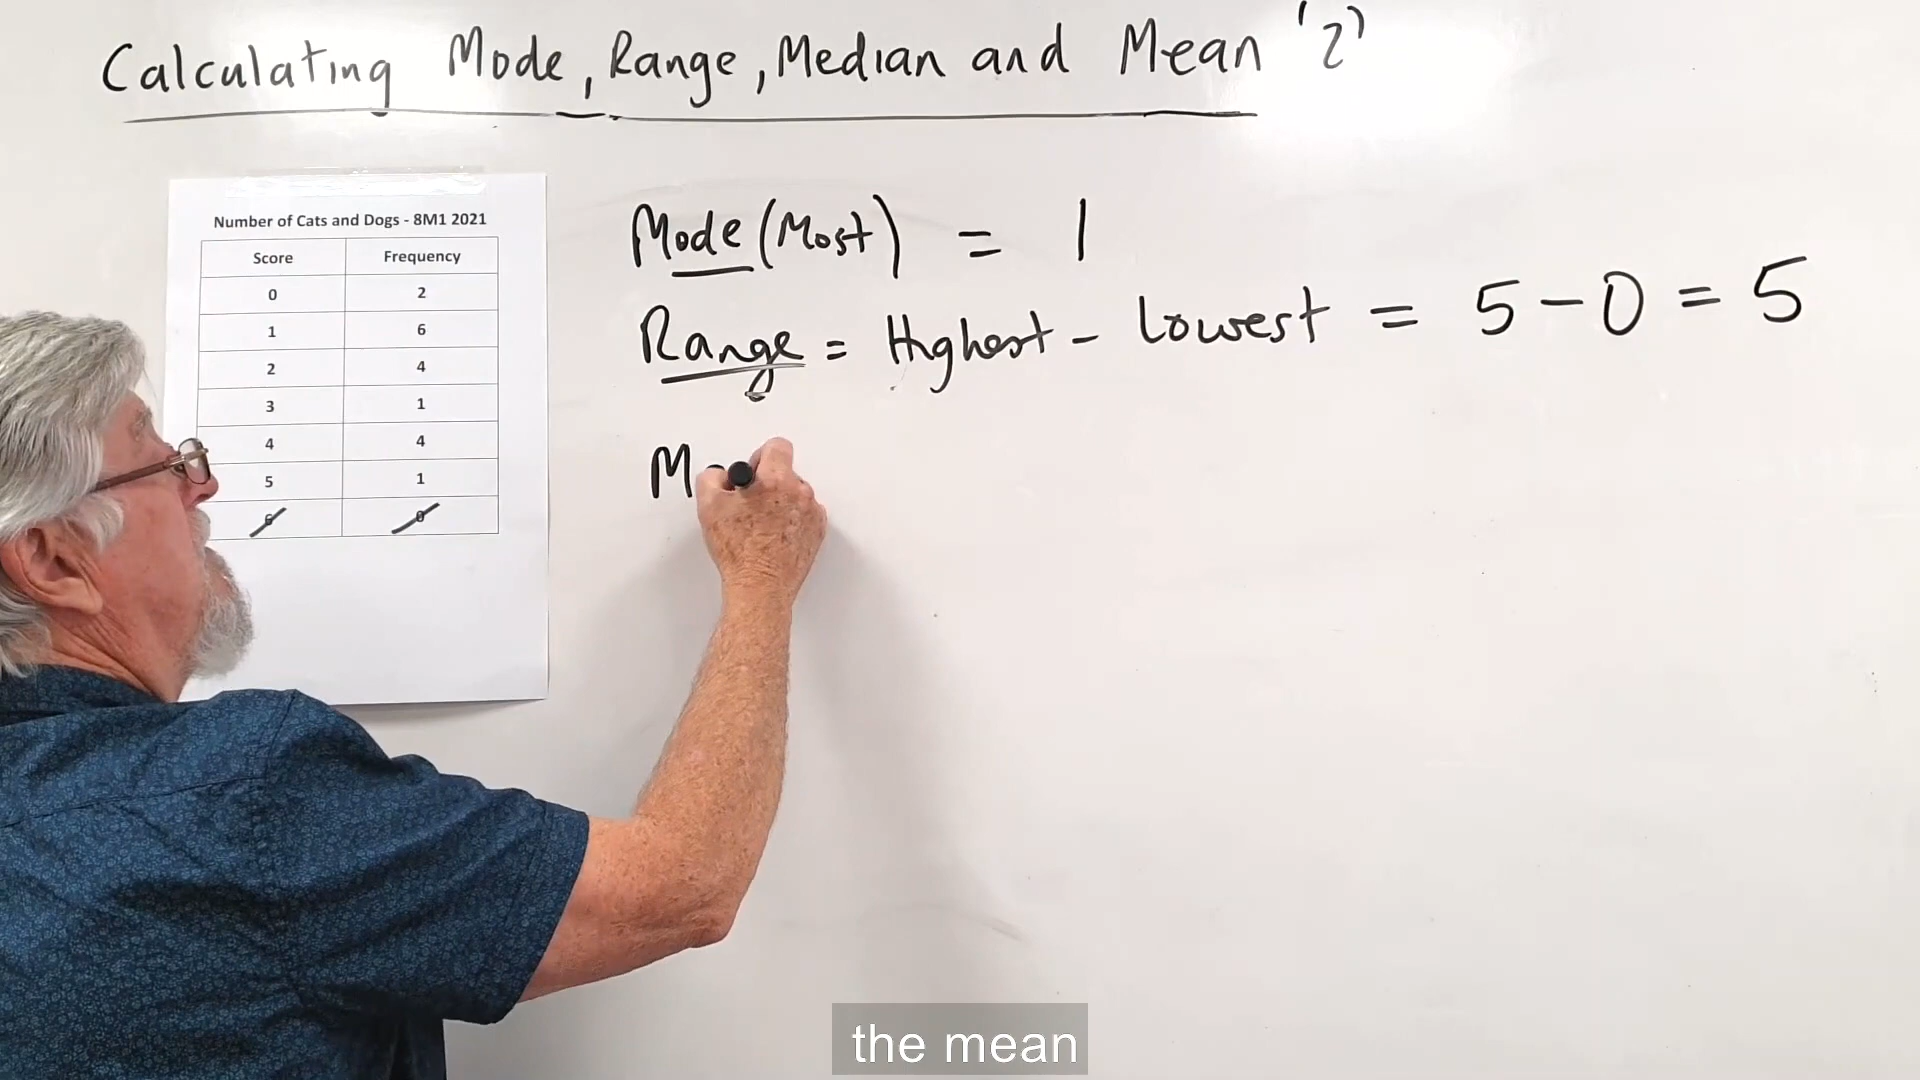 Calculating Mode, Range, Median and Mean '2'
Number of Cats and Dogs - 8M1 2021
Score Frequency
0 2
1 6
2 4
3 1
4 4
5 1
6 0
Mode (Most) = 1
Range = Highest - Lowest = 5 - 0 = 5
M
the mean